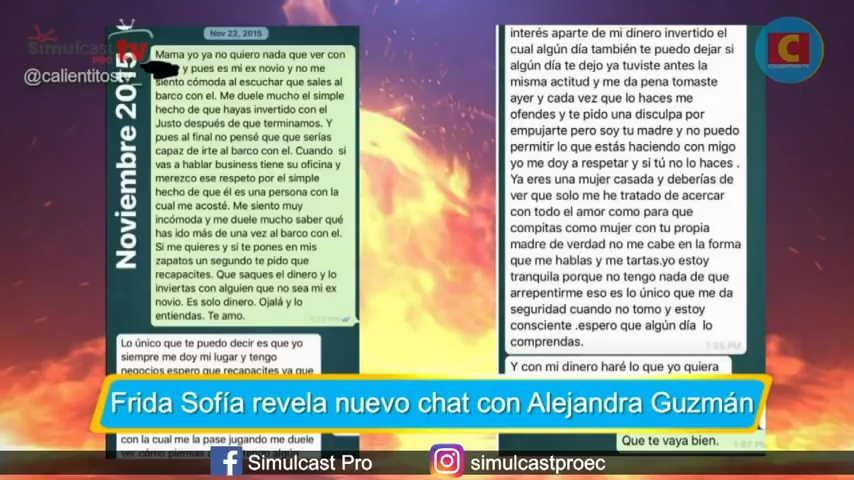 Simulcast tv
PRO
@calientitostv
Noviembre 2015
Nov 22, 2015
Mama yo ya no quiero nada que ver con
y pues es mi ex novio y no me
siento cómoda al escuchar que sales al
barco con el. Me duele mucho el simple
hecho de que hayas invertido con el
Justo después de que terminamos. Y
pues al final no pensé que que serías
capaz de irte al barco con el. Cuando si
vas a hablar business tiene su oficina y
merezco ese respeto por el simple
hecho de que él es una persona con la
cual me acosté. Me siento muy
incómoda y me duele mucho saber qué
has ido más de una vez al barco con el.
Si me quieres y si te pones en mis
zapatos un segundo te pido que
recapacites. Que saques el dinero y lo
inviertas con alguien que no sea mi ex
novio. Es solo dinero. Ojalá y lo
entiendas. Te amo.
Lo único que te puedo decir es que yo
siempre me doy mi lugar y tengo
negocios espero que recapacites ya que
con la cual me la pase jugando me duele
ver cómo piensas
interés aparte de mi dinero invertido el
cual algún día también te puedo dejar si
algún día te dejo ya tuviste antes la
misma actitud y me da pena tomaste
ayer y cada vez que lo haces me
ofendes y te pido una disculpa por
empujarte pero soy tu madre y no puedo
permitir lo que estás haciendo con migo
yo me doy a respetar y si tú no lo haces .
Ya eres una mujer casada y deberías de
ver que solo me he tratado de acercar
con todo el amor como para que
compitas como mujer con tu propia
madre de verdad no me cabe en la forma
que me hablas y me tartas.yo estoy
tranquila porque no tengo nada de que
arrepentirme eso es lo único que me da
seguridad cuando no tomo y estoy
consciente .espero que algún día lo
comprendas.
1:55 PM
Y con mi dinero haré lo que yo quiera
Que te vaya bien.
1:57 PM
C
Frida Sofía revela nuevo chat con Alejandra Guzmán
Simulcast Pro
simulcastproec